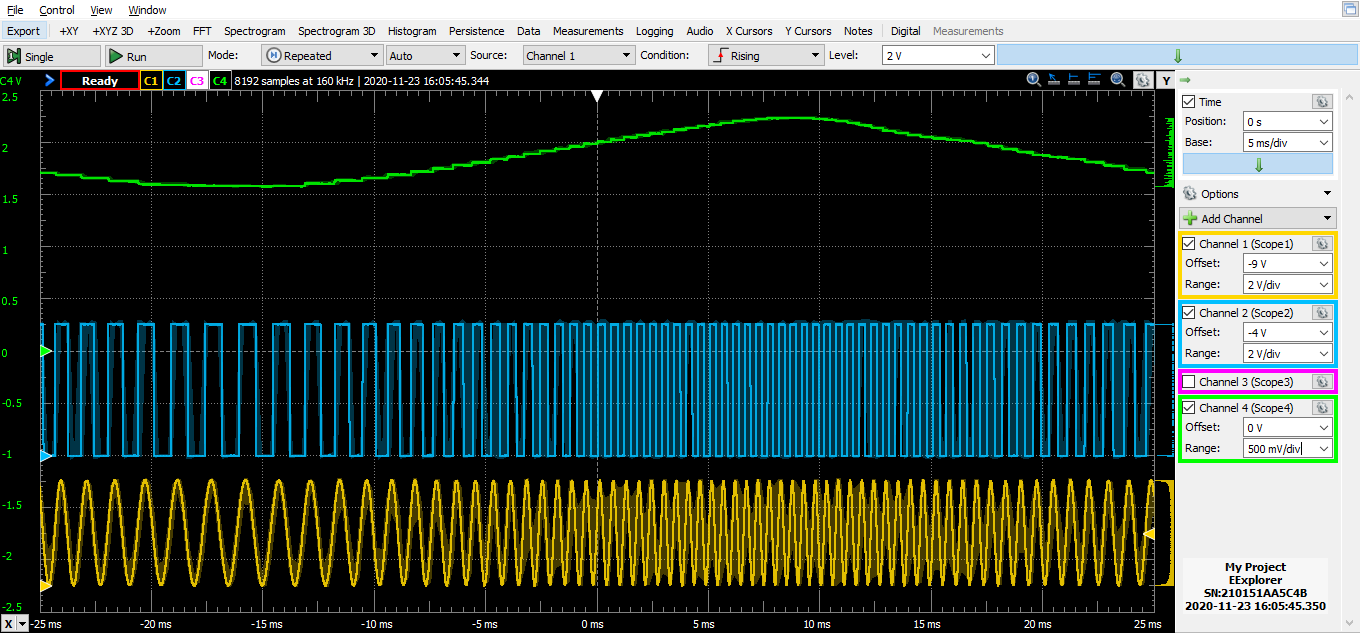 File Control View Window
Export +XY +XYZ 3D +Zoom FFT Spectrogram Spectrogram 3D Histogram Persistence Data Measurements Logging Audio X Cursors Y Cursors Notes Digital Measurements
Single Run Mode: Repeated Auto Source: Channel 1 Condition: Rising Level: 2 V
C4 V Ready C1 C2 C3 C4 8192 samples at 160 kHz | 2020-11-23 16:05:45.344 Y
2.5
2
1.5
1
0.5
0
-0.5
-1
-1.5
-2
-2.5
X -25 ms -20 ms -15 ms -10 ms -5 ms 0 ms 5 ms 10 ms 15 ms 20 ms 25 ms
Time
Position: 0 s
Base: 5 ms/div
Options
Add Channel
Channel 1 (Scope1)
Offset: -9 V
Range: 2 V/div
Channel 2 (Scope2)
Offset: -4 V
Range: 2 V/div
Channel 3 (Scope3)
Channel 4 (Scope4)
Offset: 0 V
Range: 500 mV/div
My Project
EExplorer
SN:210151AA5C4B
2020-11-23 16:05:45.350